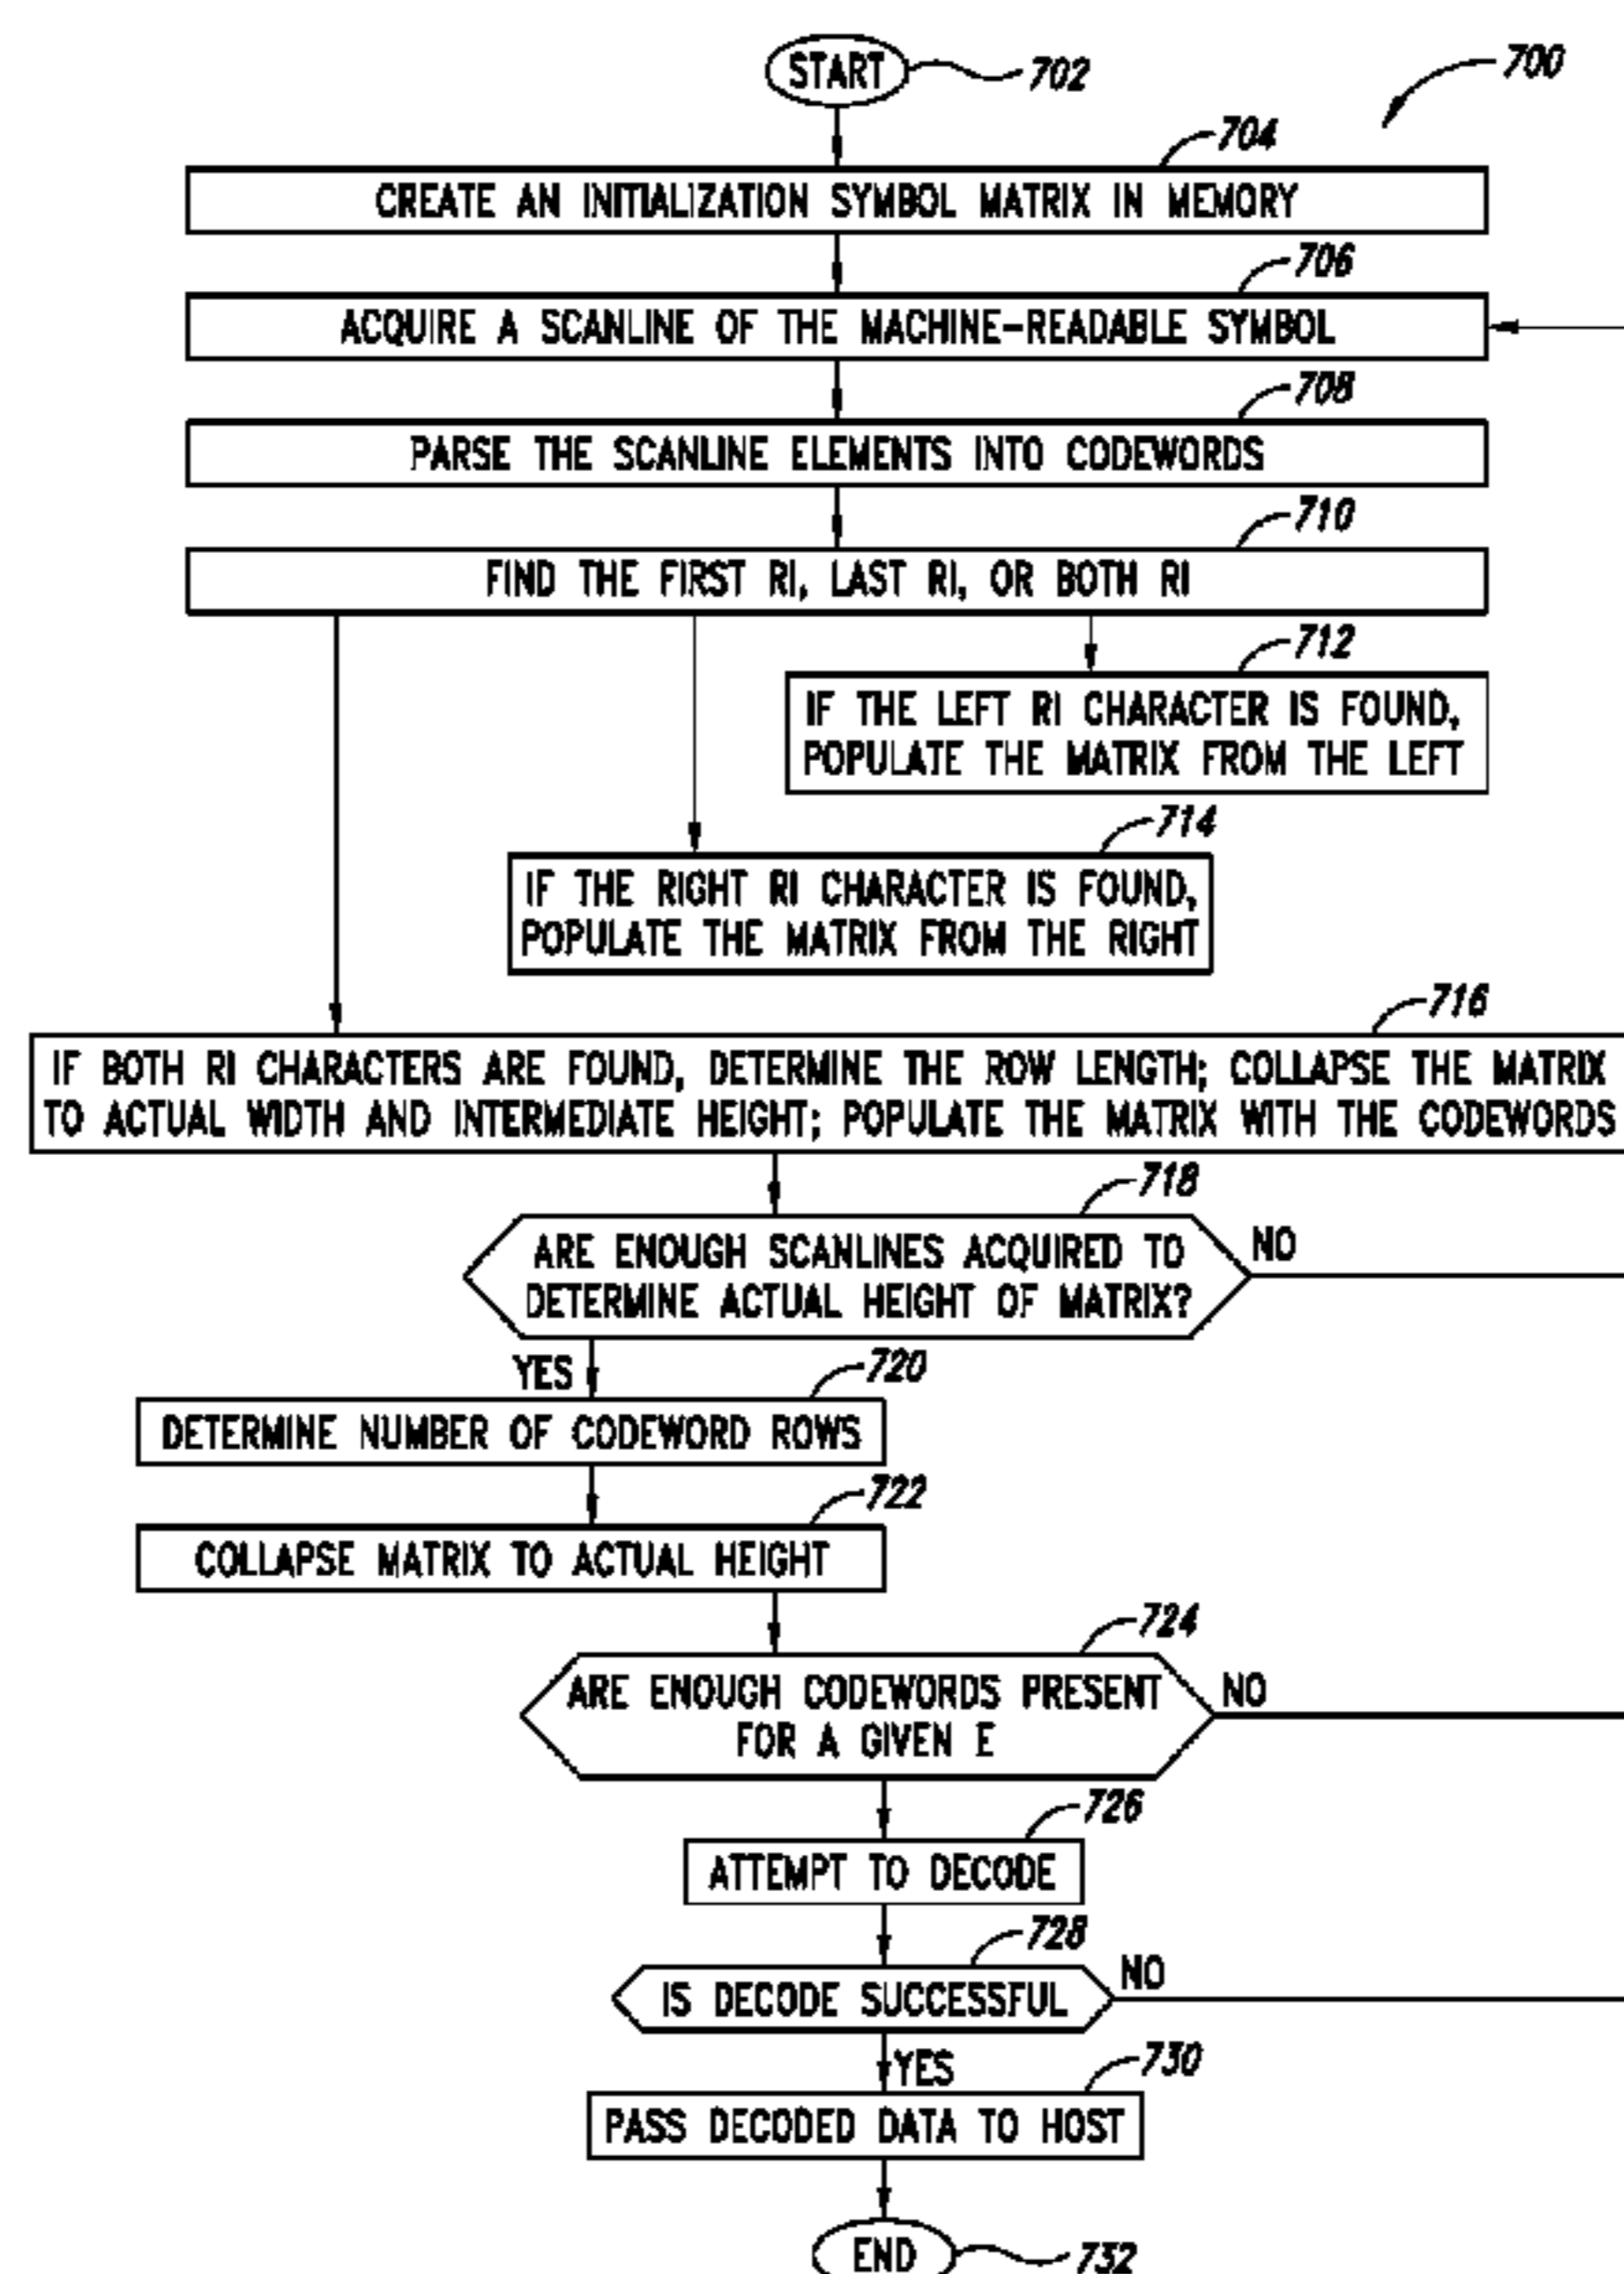 START
702
700
704
CREATE AN INITIALIZATION SYMBOL MATRIX IN MEMORY
706
ACQUIRE A SCANLINE OF THE MACHINE-READABLE SYMBOL
708
PARSE THE SCANLINE ELEMENTS INTO CODEWORDS
710
FIND THE FIRST RI, LAST RI, OR BOTH RI
712
IF THE LEFT RI CHARACTER IS FOUND,
POPULATE THE MATRIX FROM THE LEFT
714
IF THE RIGHT RI CHARACTER IS FOUND,
POPULATE THE MATRIX FROM THE RIGHT
716
IF BOTH RI CHARACTERS ARE FOUND, DETERMINE THE ROW LENGTH; COLLAPSE THE MATRIX
TO ACTUAL WIDTH AND INTERMEDIATE HEIGHT; POPULATE THE MATRIX WITH THE CODEWORDS
718
ARE ENOUGH SCANLINES ACQUIRED TO
DETERMINE ACTUAL HEIGHT OF MATRIX?
NO
YES
720
DETERMINE NUMBER OF CODEWORD ROWS
722
COLLAPSE MATRIX TO ACTUAL HEIGHT
724
ARE ENOUGH CODEWORDS PRESENT
FOR A GIVEN E
NO
726
ATTEMPT TO DECODE
728
IS DECODE SUCCESSFUL
NO
YES
730
PASS DECODED DATA TO HOST
END
732